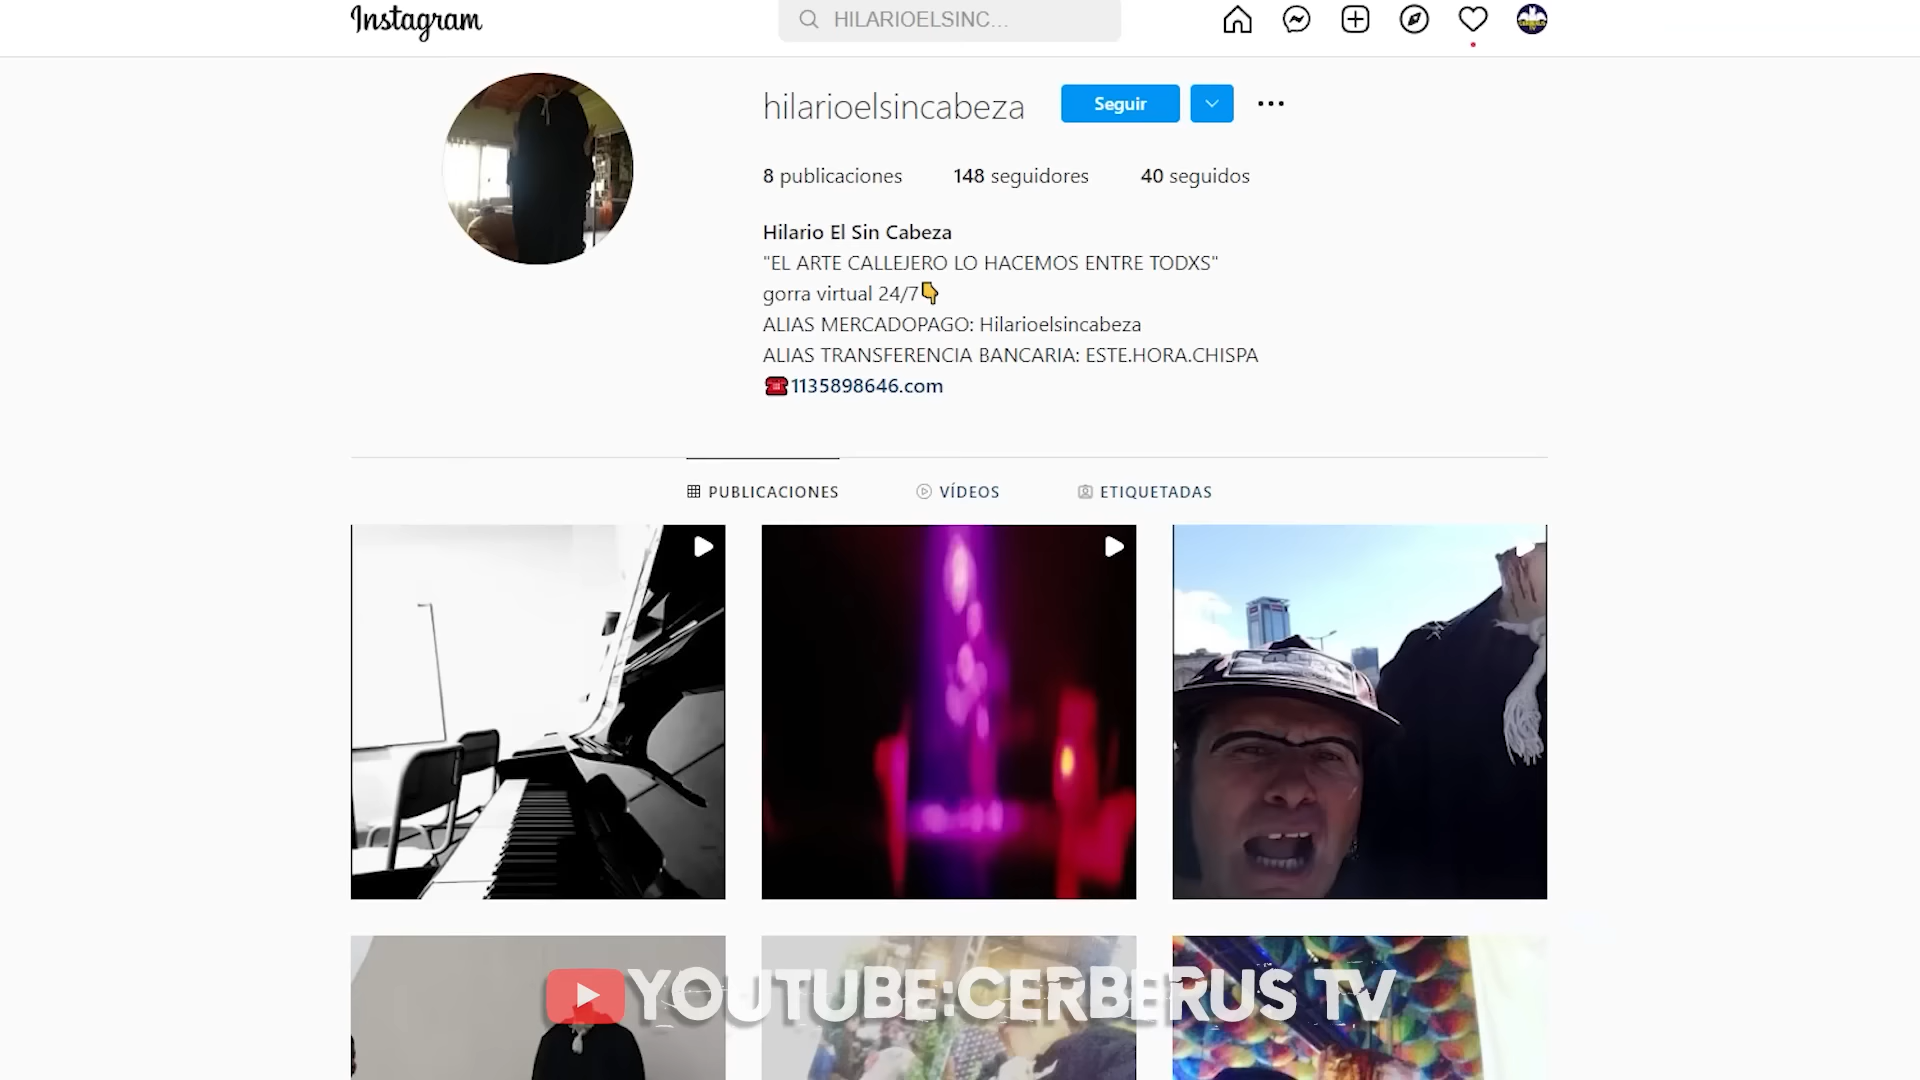 Instagram
HILARIOELSINC...
hilarioelsincabeza
Seguir
8 publicaciones
148 seguidores
40 seguidos
Hilario El Sin Cabeza
"EL ARTE CALLEJERO LO HACEMOS ENTRE TODXS"
gorra virtual 24/7👇
ALIAS MERCADOPAGO: Hilarioelsincabeza
ALIAS TRANSFERENCIA BANCARIA: ESTE.HORA.CHISPA
☎️1135898646.com
PUBLICACIONES
VÍDEOS
ETIQUETADAS
YOUTUBE:CERBERUS TV